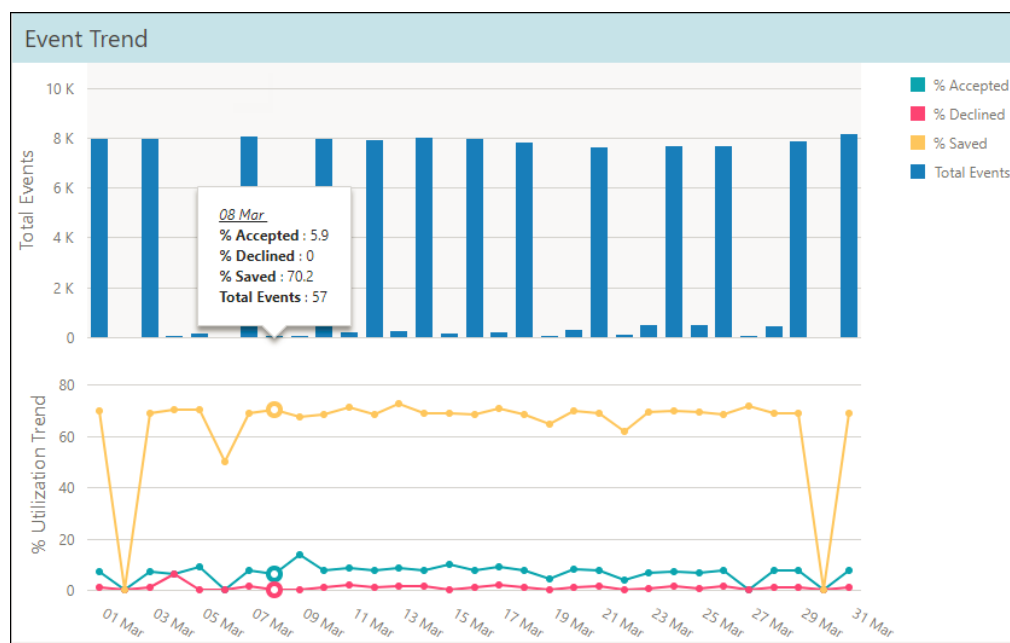 Event Trend
10 K
8 K
6 K
4 K
2 K
0
Total Events
% Accepted
% Declined
% Saved
Total Events
08 Mar
% Accepted : 5.9
% Declined : 0
% Saved : 70.2
Total Events : 57
80
60
40
20
0
% Utilization Trend
01 Mar
03 Mar
05 Mar
07 Mar
09 Mar
11 Mar
13 Mar
15 Mar
17 Mar
19 Mar
21 Mar
23 Mar
25 Mar
27 Mar
29 Mar
31 Mar